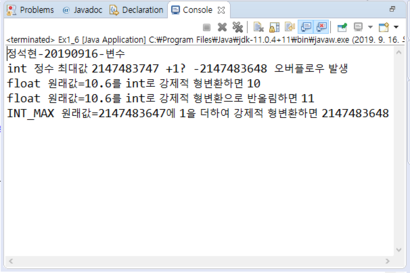 Problems @ Javadoc Declaration Console
<terminated> Ex1_6 [Java Application] C:₩Program Files₩Java₩jdk-11.0.4+11₩bin₩javaw.exe (2019. 9. 16. 오
정석현-20190916-변수
int 정수 최대값 2147483747 +1? -2147483648 오버플로우 발생
float 원래값=10.6를 int로 강제적 형변환하면 10
float 원래값=10.6를 int로 강제적 형변환으로 반올림하면 11
INT_MAX 원래값=2147483647에 1을 더하여 강제적 형변환하면 2147483648